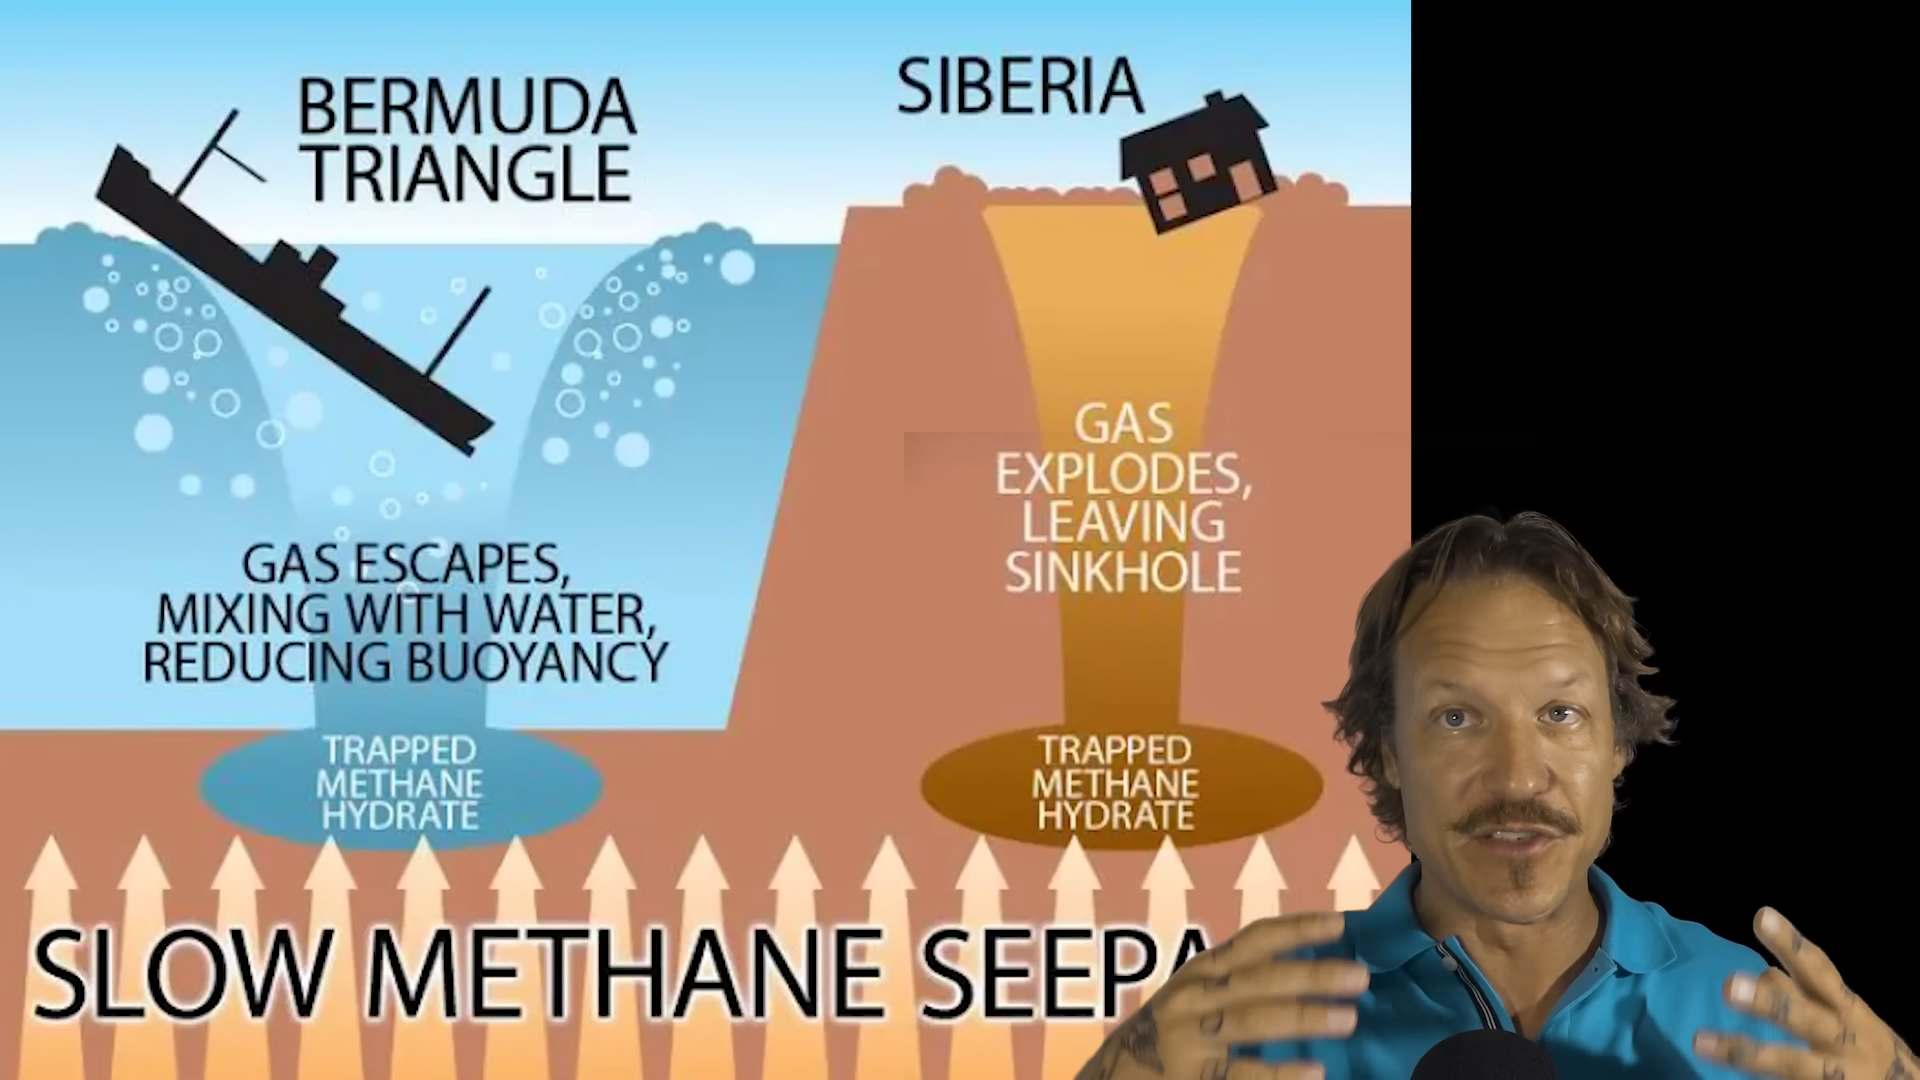 BERMUDA
TRIANGLE
GAS ESCAPES,
MIXING WITH WATER,
REDUCING BUOYANCY
TRAPPED
METHANE
HYDRATE
SIBERIA
GAS
EXPLODES,
LEAVING
SINKHOLE
TRAPPED
METHANE
HYDRATE
SLOW METHANE